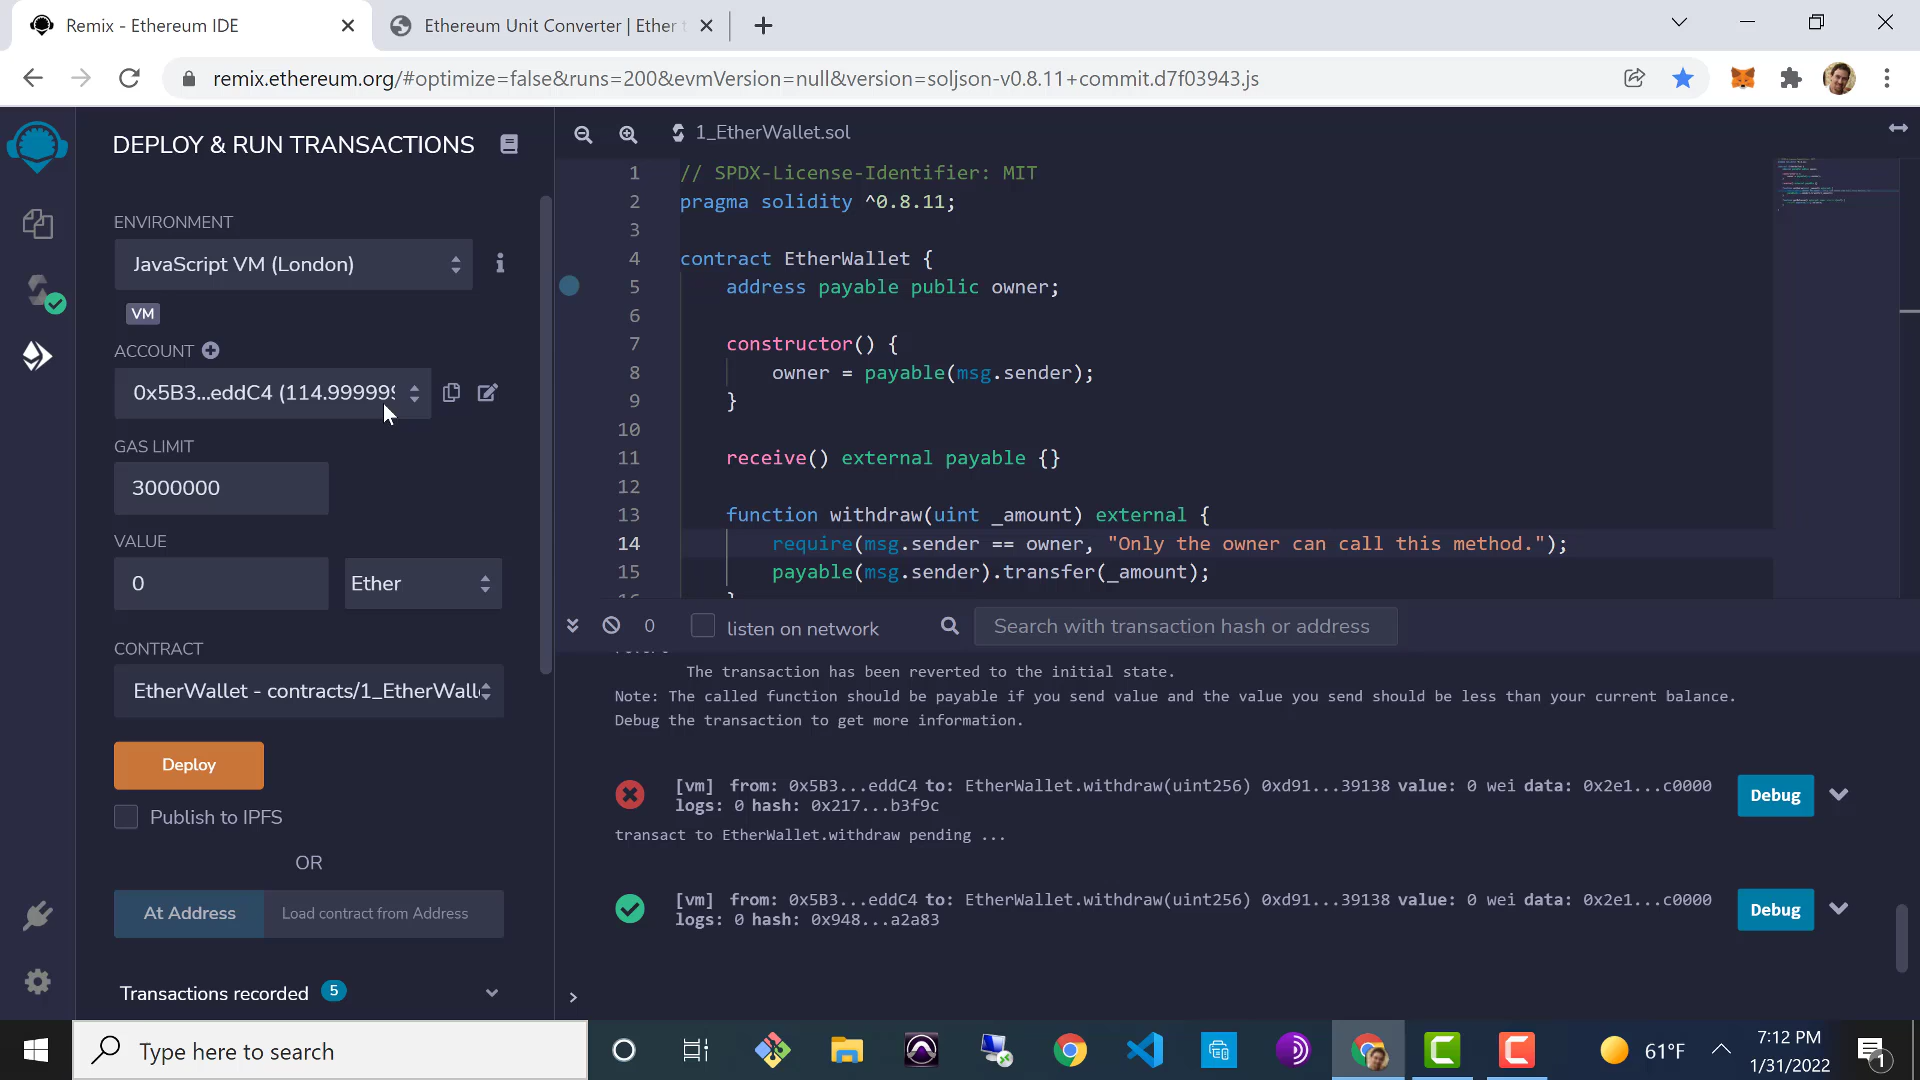 Remix - Ethereum IDE
Ethereum Unit Converter | Ether t
remix.ethereum.org/#optimize=false&runs=200&evmVersion=null&version=soljson-v0.8.11+commit.d7f03943.js
DEPLOY & RUN TRANSACTIONS
ENVIRONMENT
JavaScript VM (London)
VM
ACCOUNT
0x5B3...eddC4 (114.999999
GAS LIMIT
3000000
VALUE
0
Ether
CONTRACT
EtherWallet - contracts/1_EtherWalle
Deploy
Publish to IPFS
OR
At Address
Load contract from Address
Transactions recorded 5
1_EtherWallet.sol
1 // SPDX-License-Identifier: MIT
2 pragma solidity ^0.8.11;
3
4 contract EtherWallet {
5 address payable public owner;
6
7 constructor() {
8 owner = payable(msg.sender);
9 }
10
11 receive() external payable {}
12
13 function withdraw(uint _amount) external {
14 require(msg.sender == owner, "Only the owner can call this method.");
15 payable(msg.sender).transfer(_amount);
0
listen on network
Search with transaction hash or address
The transaction has been reverted to the initial state.
Note: The called function should be payable if you send value and the value you send should be less than your current balance.
Debug the transaction to get more information.
[vm] from: 0x5B3...eddC4 to: EtherWallet.withdraw(uint256) 0xd91...39138 value: 0 wei data: 0x2e1...c0000
logs: 0 hash: 0x217...b3f9c
Debug
transact to EtherWallet.withdraw pending ...
[vm] from: 0x5B3...eddC4 to: EtherWallet.withdraw(uint256) 0xd91...39138 value: 0 wei data: 0x2e1...c0000
logs: 0 hash: 0x948...a2a83
Debug
>
Type here to search
61°F
7:12 PM
1/31/2022
1